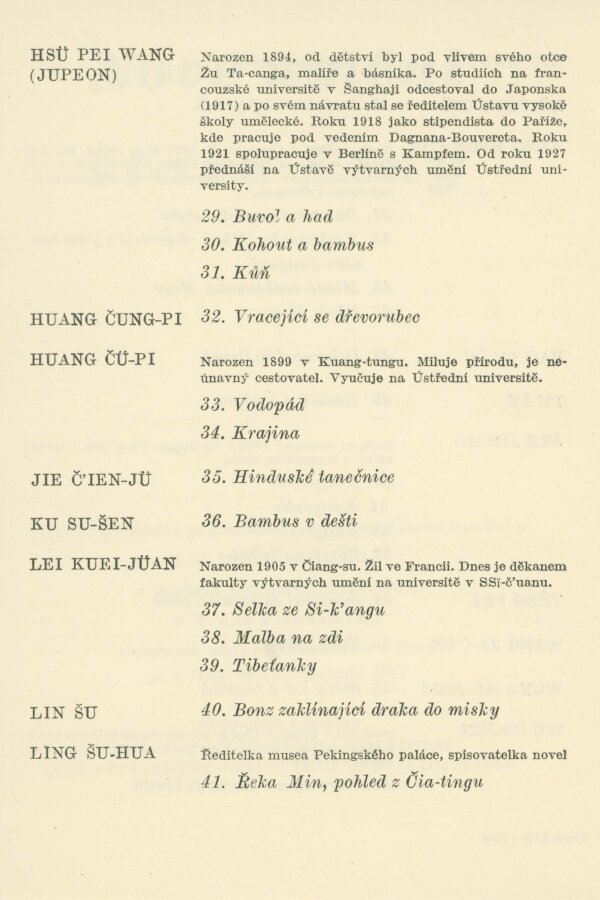 HSÜ PEI WANG
(JUPEON)
Narozen 1894, od dětství byl pod vlivem svého otce
Žu Ta-canga, malíře a básníka. Po studiích na fran-
couzské universitě v Šanghaji odcestoval do Japonska
(1917) a po svém návratu stal se ředitelem Ústavu vysoké
školy umělecké. Roku 1918 jako stipendista do Paříže,
kde pracuje pod vedením Dagnana-Bouvereta. Roku
1921 spolupracuje v Berlíně s Kampfem. Od roku 1927
přednáší na Ústavě výtvarných umění Ústřední uni-
versity.
29. Buvol a had
30. Kohout a bambus
31. Kůň
HUANG ČUNG-PI
32. Vracející se dřevorubec
HUANG ČÜ-PI
Narozen 1899 v Kuang-tungu. Miluje přírodu, je ne-
únavný cestovatel. Vyučuje na Ústřední universitě.
33. Vodopád
34. Krajina
JIE Č'IEN-JÜ
35. Hinduské tanečnice
KU SU-ŠEN
36. Bambus v dešti
LEI KUEI-JÜAN
Narozen 1905 v Čiang-su. Žil ve Francii. Dnes je děkanem
fakulty výtvarných umění na universitě v SSï-č'uanu.
37. Selka ze Si-k'angu
38. Malba na zdi
39. Tibeťanky
LIN ŠU
40. Bonz zaklínající draka do misky
LING ŠU-HUA
Ředitelka musea Pekingského paláce, spisovatelka novel
41. Řeka Min, pohled z Čia-tingu